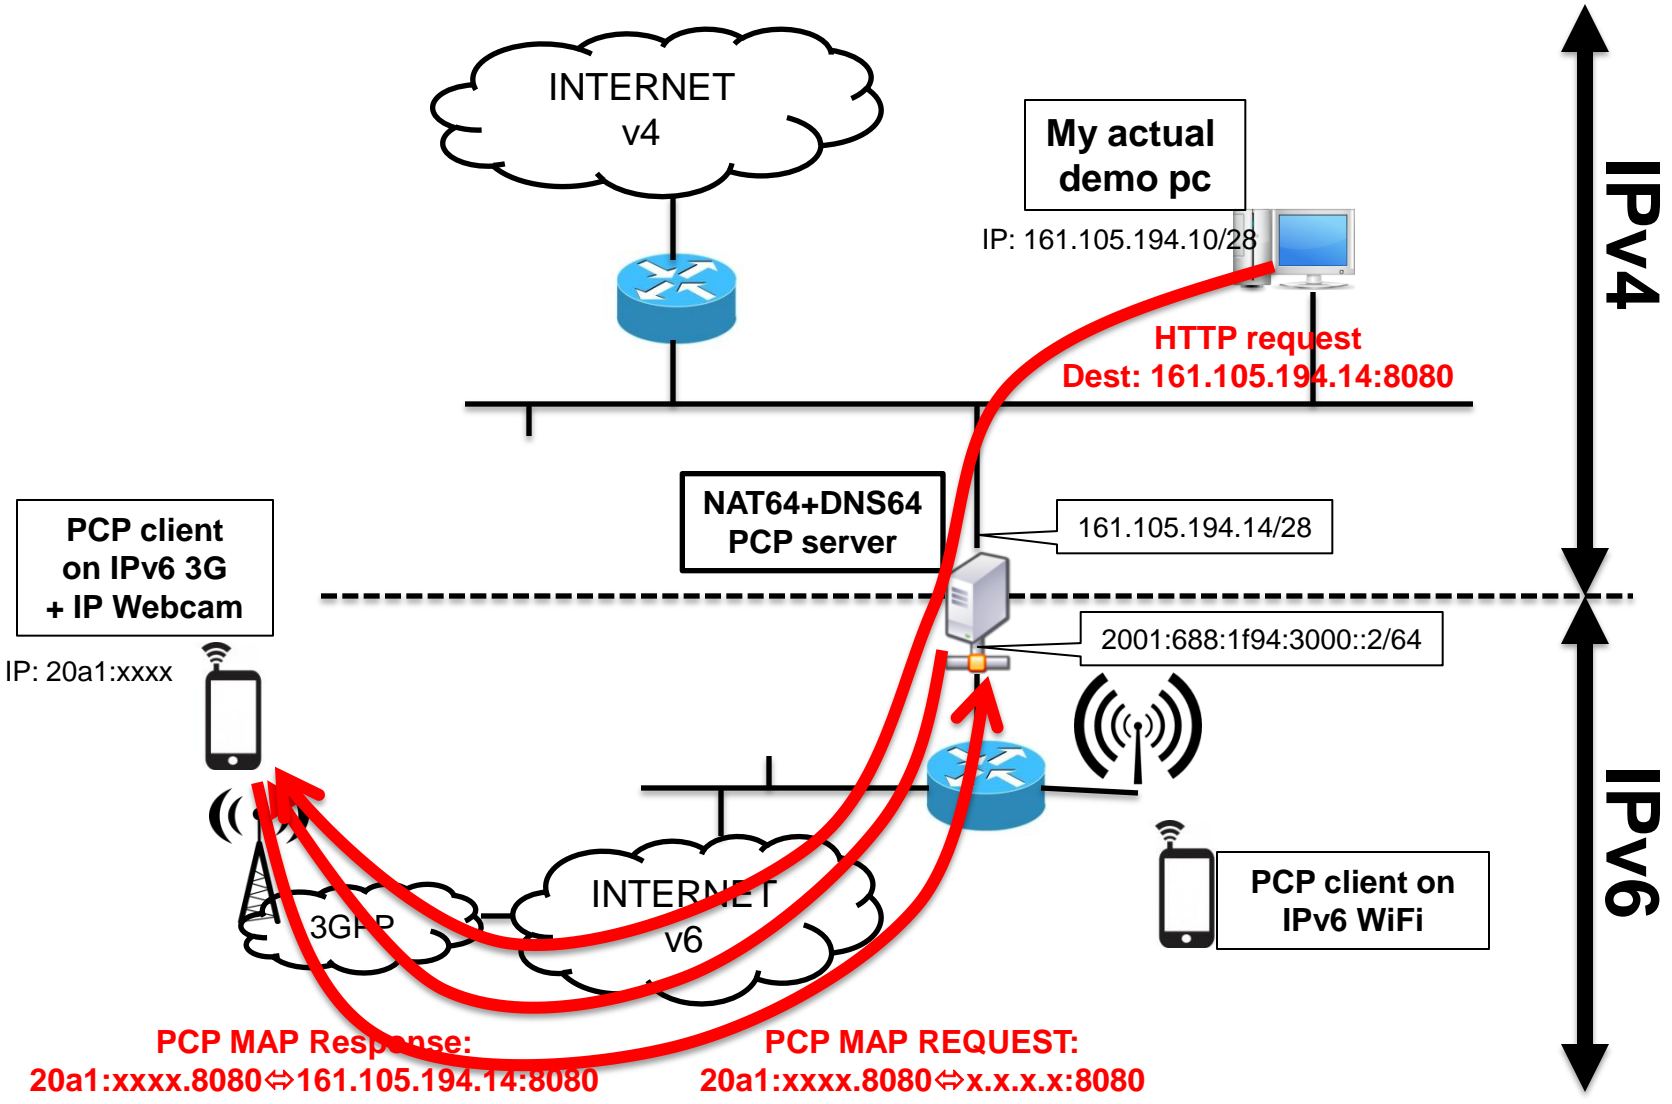 INTERNET
v4
My actual
demo pc
IP: 161.105.194.10/28
IPv4
HTTP request
Dest: 161.105.194.14:8080
NAT64+DNS64
PCP server
161.105.194.14/28
PCP client
on IPv6 3G
+ IP Webcam
IP: 20a1:xxxx
2001:688:1f94:3000::2/64
IPv6
INTERNET
v6
3GPP
PCP client on
IPv6 WiFi
PCP MAP Response:
20a1:xxxx.8080⇔161.105.194.14:8080
PCP MAP REQUEST:
20a1:xxxx.8080⇔x.x.x.x:8080